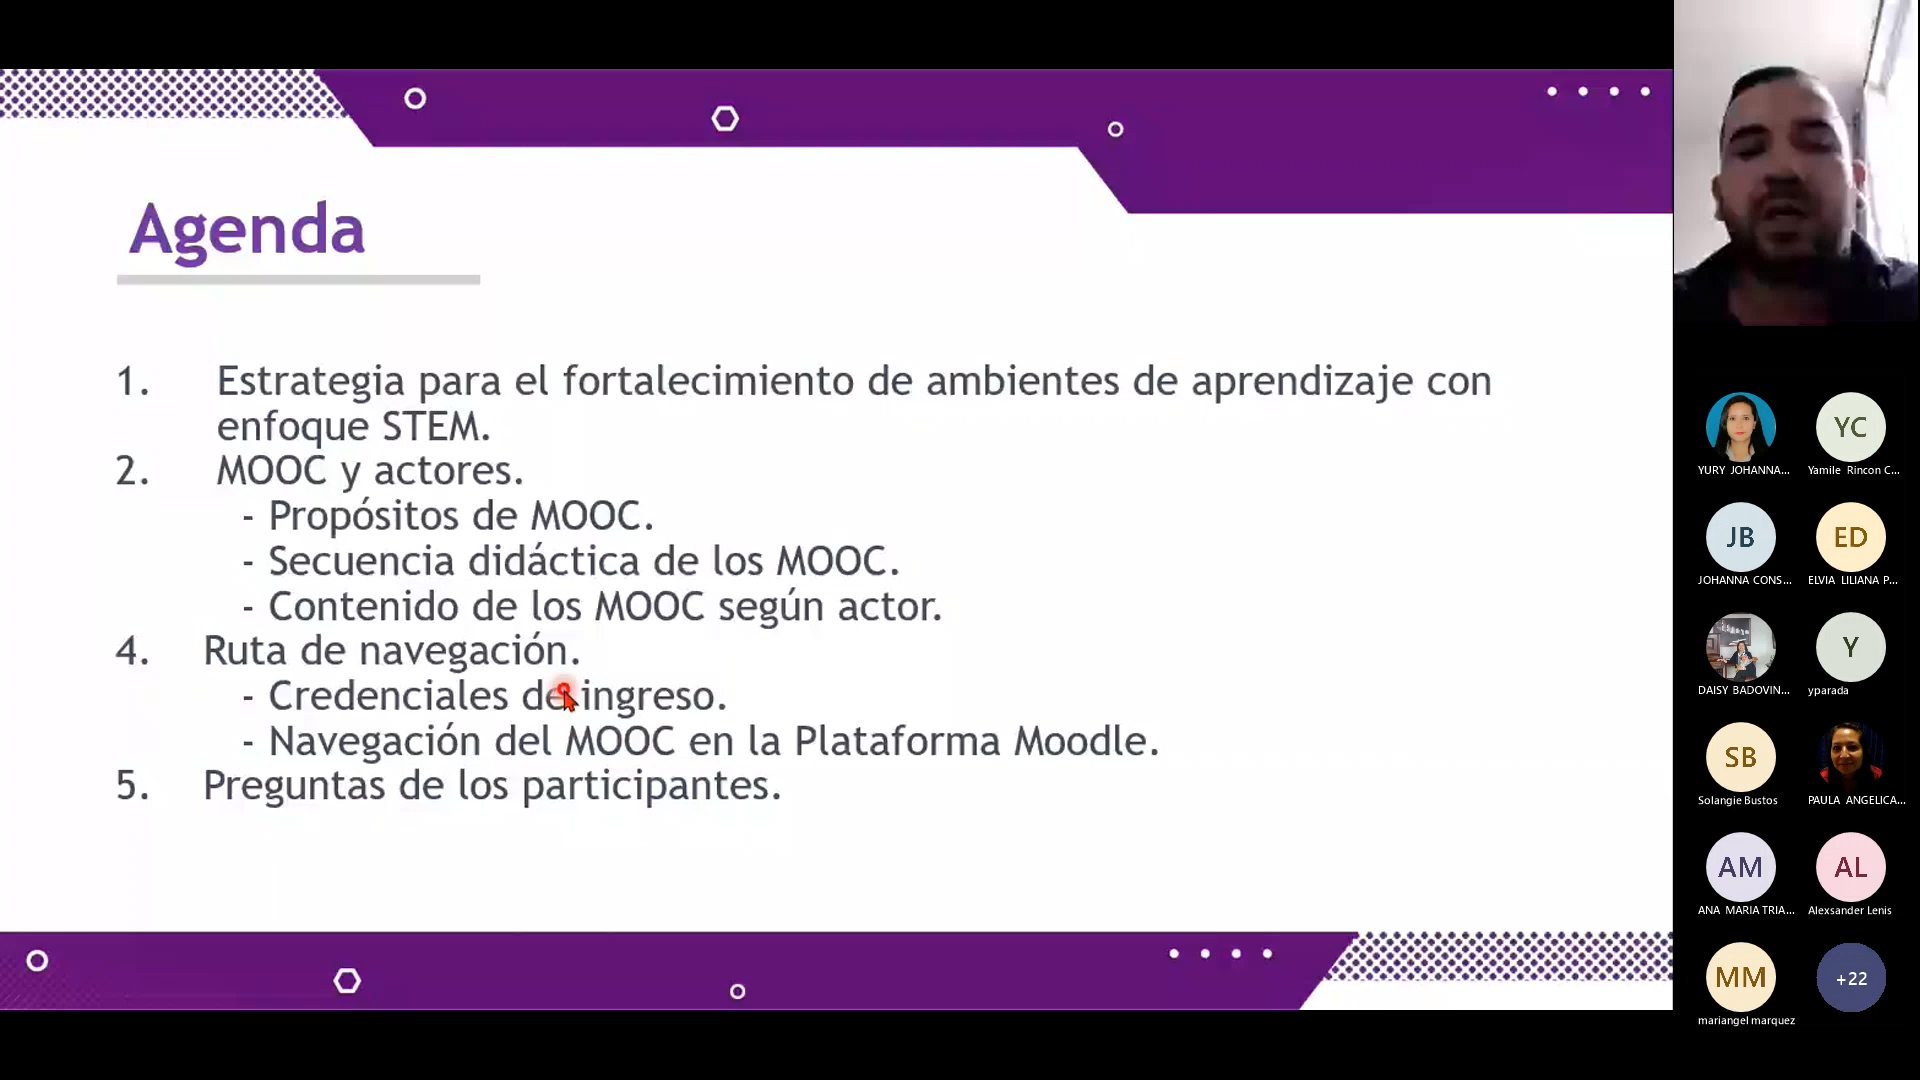 Agenda
1. Estrategia para el fortalecimiento de ambientes de aprendizaje con
enfoque STEM.
2. MOOC y actores.
- Propósitos de MOOC.
- Secuencia didáctica de los MOOC.
- Contenido de los MOOC según actor.
4. Ruta de navegación.
- Credenciales de ingreso.
- Navegación del MOOC en la Plataforma Moodle.
5. Preguntas de los participantes.
YURY JOHANNA...
YC
Yamile Rincon C...
JB
JOHANNA CONS...
ED
ELVIA LILIANA P...
DAISY BADOVIN...
Y
yparada
SB
Solangie Bustos
PAULA ANGELICA...
AM
ANA MARIA TRIA...
AL
Alexsander Lenis
MM
mariangel marquez
+22